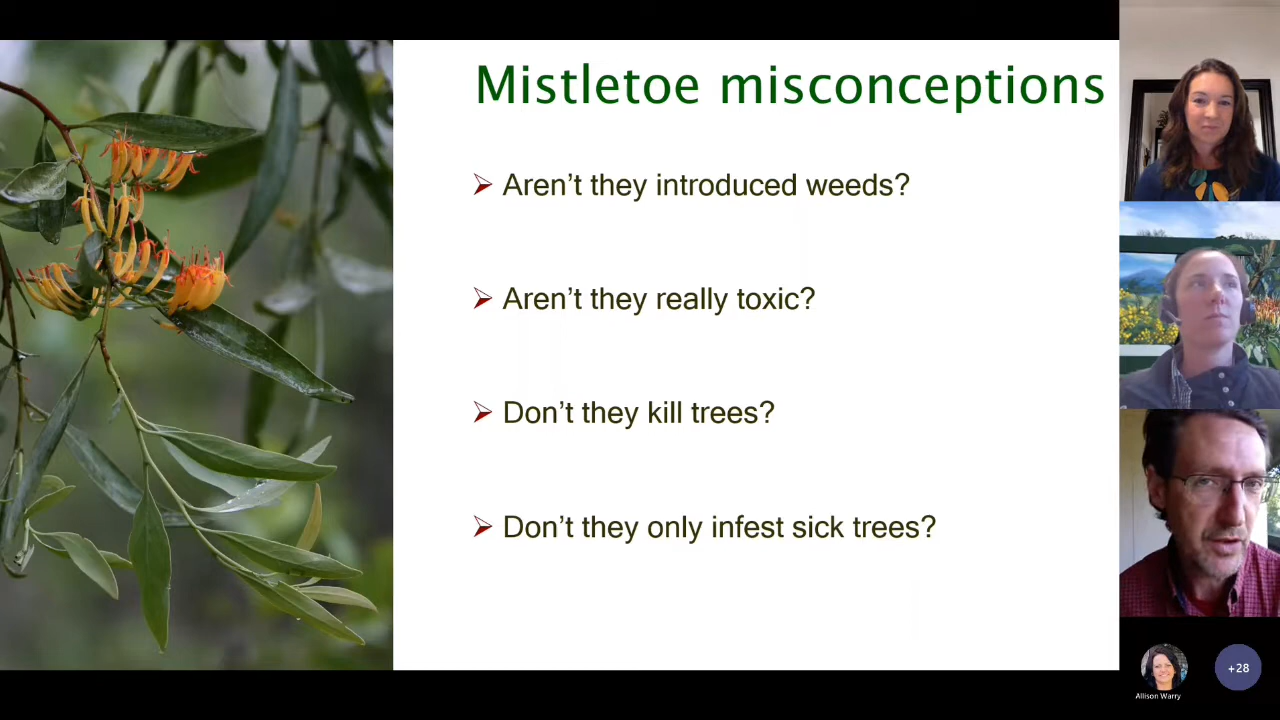 Mistletoe misconceptions
Aren't they introduced weeds?
Aren't they really toxic?
Don't they kill trees?
Don't they only infest sick trees?
Allison Warry
+28